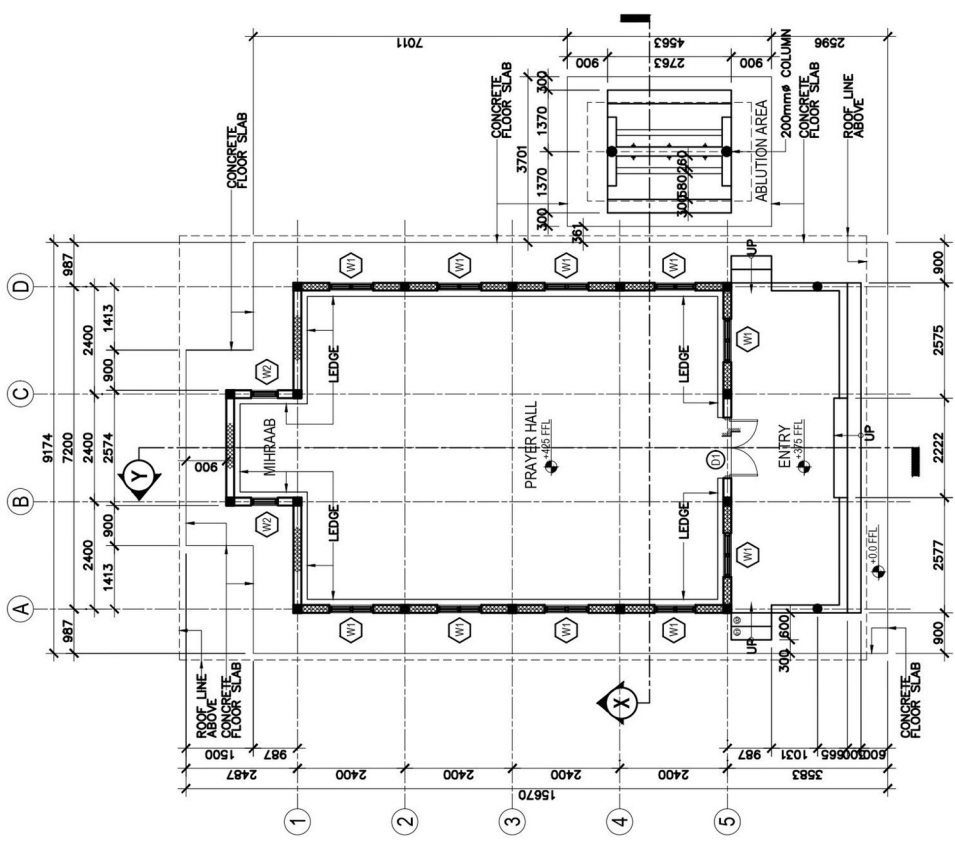 A
B
C
D
9174
987
7200
987
2400
2400
2400
1413
900
2574
900
1413
CONCRETE
FLOOR SLAB
7011
4563
2596
900
2763
900
CONCRETE
FLOOR SLAB
3701
300
1370
1370
300
361
300
580
260
ABLUTION AREA
200mmø COLUMN
CONCRETE
FLOOR SLAB
ROOF LINE
ABOVE
Y
900
MIHRAAB
W2
W2
LEDGE
LEDGE
W1
W1
W1
W1
W1
W1
W1
W1
PRAYER HALL
+425 FFL
LEDGE
LEDGE
W1
W1
D1
ENTRY
+375 FFL
UP
UP
UP
+0.0 FFL
X
ROOF LINE
ABOVE
CONCRETE
FLOOR SLAB
CONCRETE
FLOOR SLAB
1500
987
2487
2400
2400
2400
2400
15670
987
1031
665
300
600
3583
300
600
900
2577
2222
2575
900
1
2
3
4
5